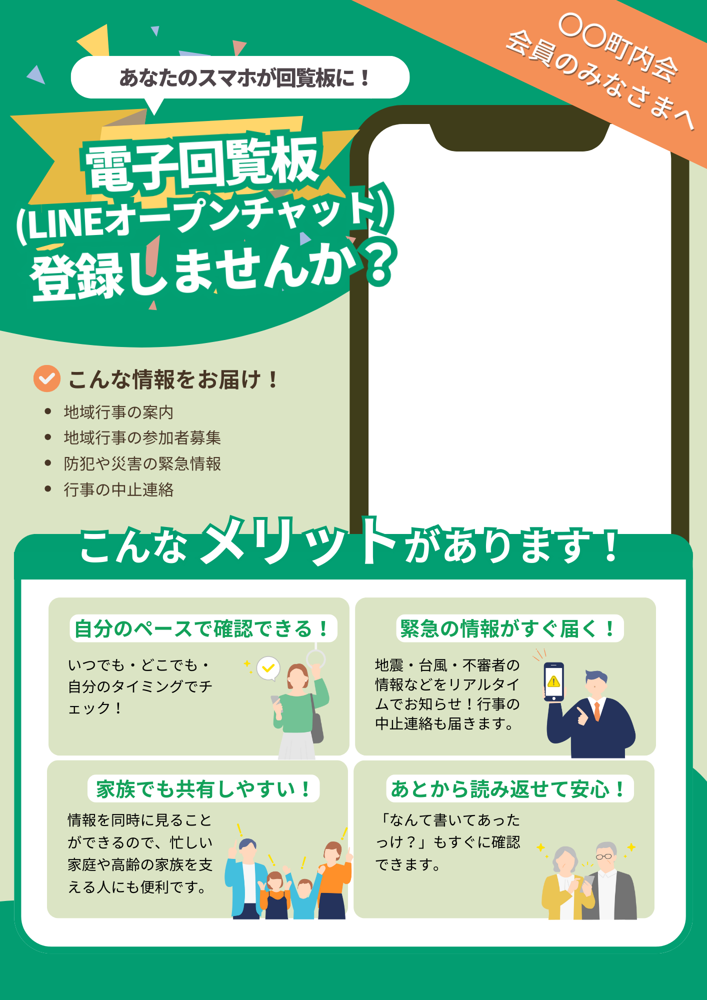 〇〇町内会
会員のみなさまへ
あなたのスマホが回覧板に！
電子回覧板
(LINEオープンチャット)
登録しませんか？
こんな情報をお届け！
• 地域行事の案内
• 地域行事の参加者募集
• 防犯や災害の緊急情報
• 行事の中止連絡
こんなメリットがあります！
自分のペースで確認できる！
いつでも・どこでも・
自分のタイミングでチ
ェック！
緊急の情報がすぐ届く！
地震・台風・不審者の
情報などをリアルタイ
ムでお知らせ！行事の
中止連絡も届きます。
家族でも共有しやすい！
情報を同時に見ること
ができるので、忙しい
家庭や高齢の家族を支
える人にも便利です。
あとから読み返せて安心！
「なんて書いてあった
っけ？」もすぐに確認
できます。